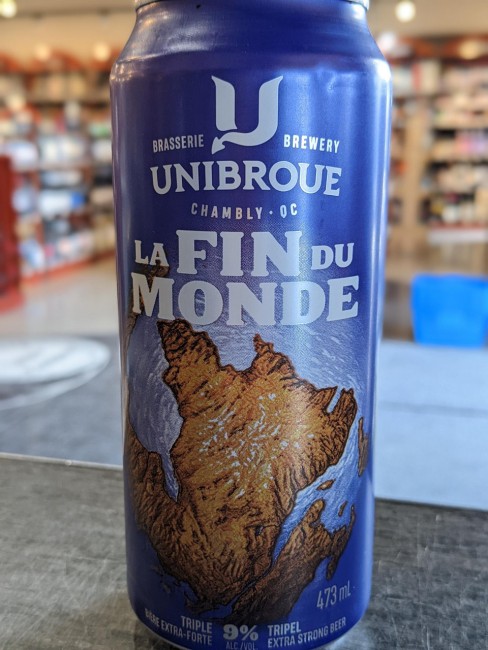 BRASSERIE BREWERY
UNIBROUE
CHAMBLY · QC
LA FIN DU
MONDE
473 mL
TRIPLE 9% TRIPEL
BIÈRE EXTRA-FORTE ALC./VOL. EXTRA STRONG BEER